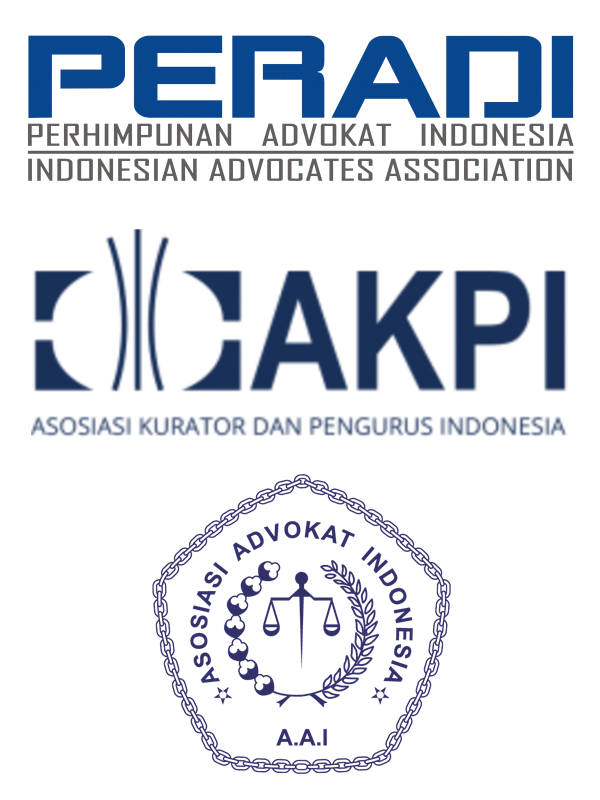 PERADI
PERHIMPUNAN ADVOKAT INDONESIA
INDONESIAN ADVOCATES ASSOCIATION
AKPI
ASOSIASI KURATOR DAN PENGURUS INDONESIA
ASOSIASI ADVOKAT INDONESIA
A.A.I